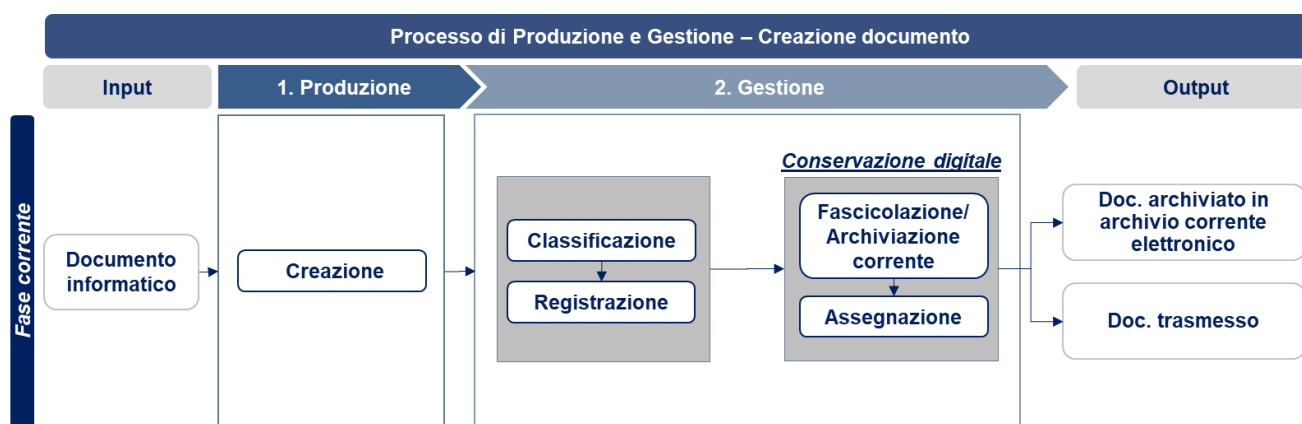 Processo di Produzione e Gestione – Creazione documento
Input
1. Produzione
2. Gestione
Output
Fase corrente
Documento
informatico
Creazione
Classificazione
Registrazione
Conservazione digitale
Fascicolazione/
Archiviazione
corrente
Assegnazione
Doc. archiviato in
archivio corrente
elettronico
Doc. trasmesso